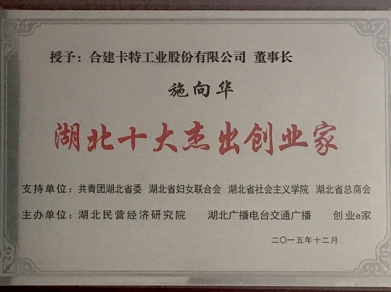 授予：合建卡特工业股份有限公司 董事长
施向华
湖北十大杰出创业家
支持单位：共青团湖北省委 湖北省妇女联合会 湖北省社会主义学院 湖北省总商会
主办单位：湖北民营经济研究院 湖北广播电台交通广播 创业e家
二〇一五年十二月